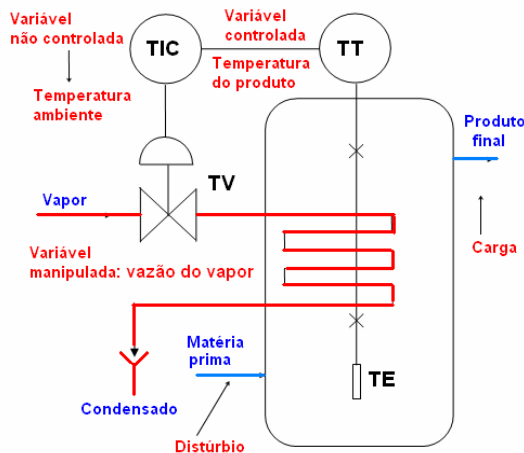 Variável
não controlada
Temperatura
ambiente
TIC
Variável
controlada
Temperatura
do produto
TT
Produto
final
Carga
Vapor
TV
Variável
manipulada: vazão do vapor
Matéria
prima
TE
Condensado
Distúrbio